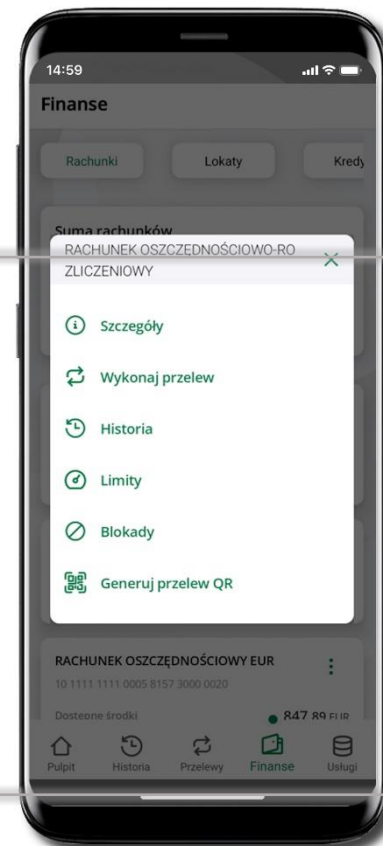 14:59
Finanse
Rachunki Lokaty Kredy
Suma rachunków
RACHUNEK OSZCZĘDNOŚCIOWO-RO
ZLICZENIOWY
Szczegóły
Wykonaj przelew
Historia
Limity
Blokady
Generuj przelew QR
RACHUNEK OSZCZĘDNOŚCIOWY EUR
10 1111 1111 0005 8157 3000 0020
Dostępne środki 847,89 EUR
Pulpit Historia Przelewy Finanse Usługi